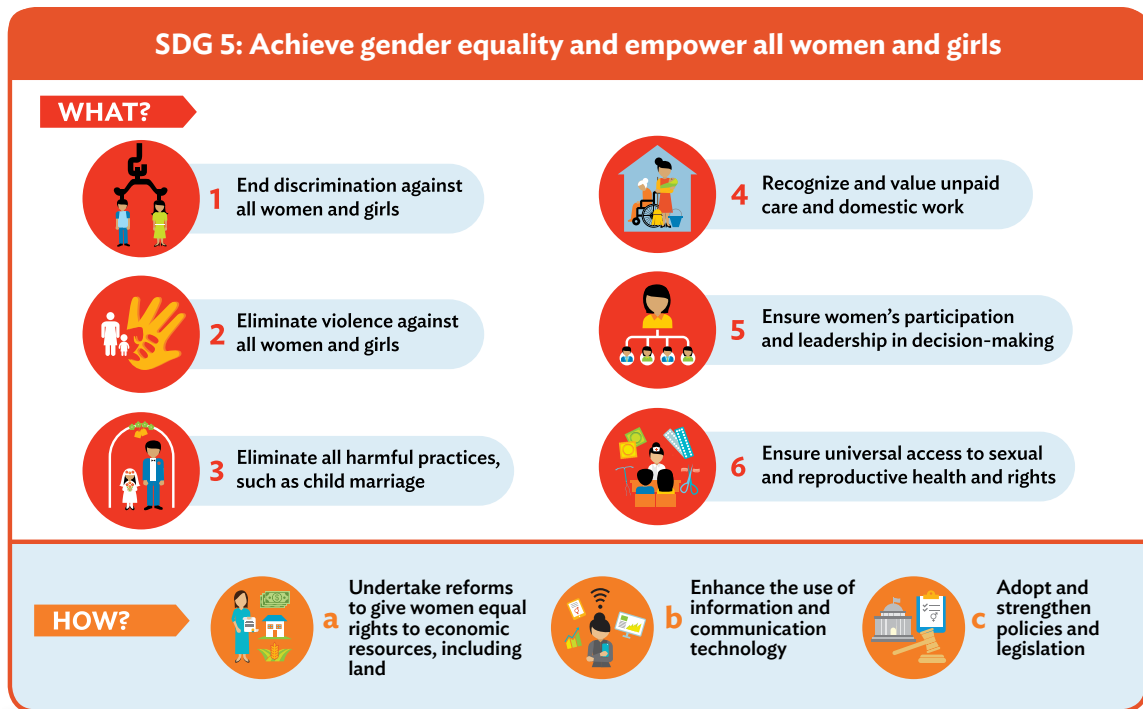 SDG 5: Achieve gender equality and empower all women and girls
WHAT?
1
End discrimination against
all women and girls
2
Eliminate violence against
all women and girls
3
Eliminate all harmful practices,
such as child marriage
4
Recognize and value unpaid
care and domestic work
5
Ensure women’s participation
and leadership in decision-making
6
Ensure universal access to sexual
and reproductive health and rights
HOW?
a
Undertake reforms
to give women equal
rights to economic
resources, including
land
b
Enhance the use of
information and
communication
technology
c
Adopt and
strengthen
policies and
legislation